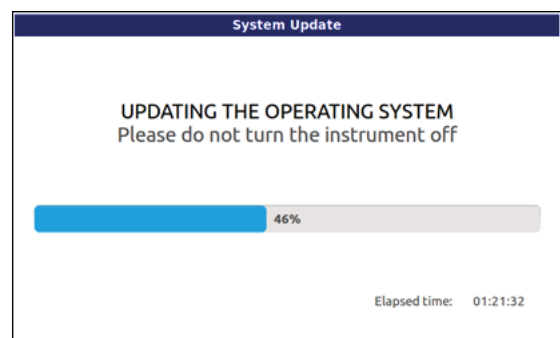 System Update
UPDATING THE OPERATING SYSTEM
Please do not turn the instrument off
46%
Elapsed time: 01:21:32